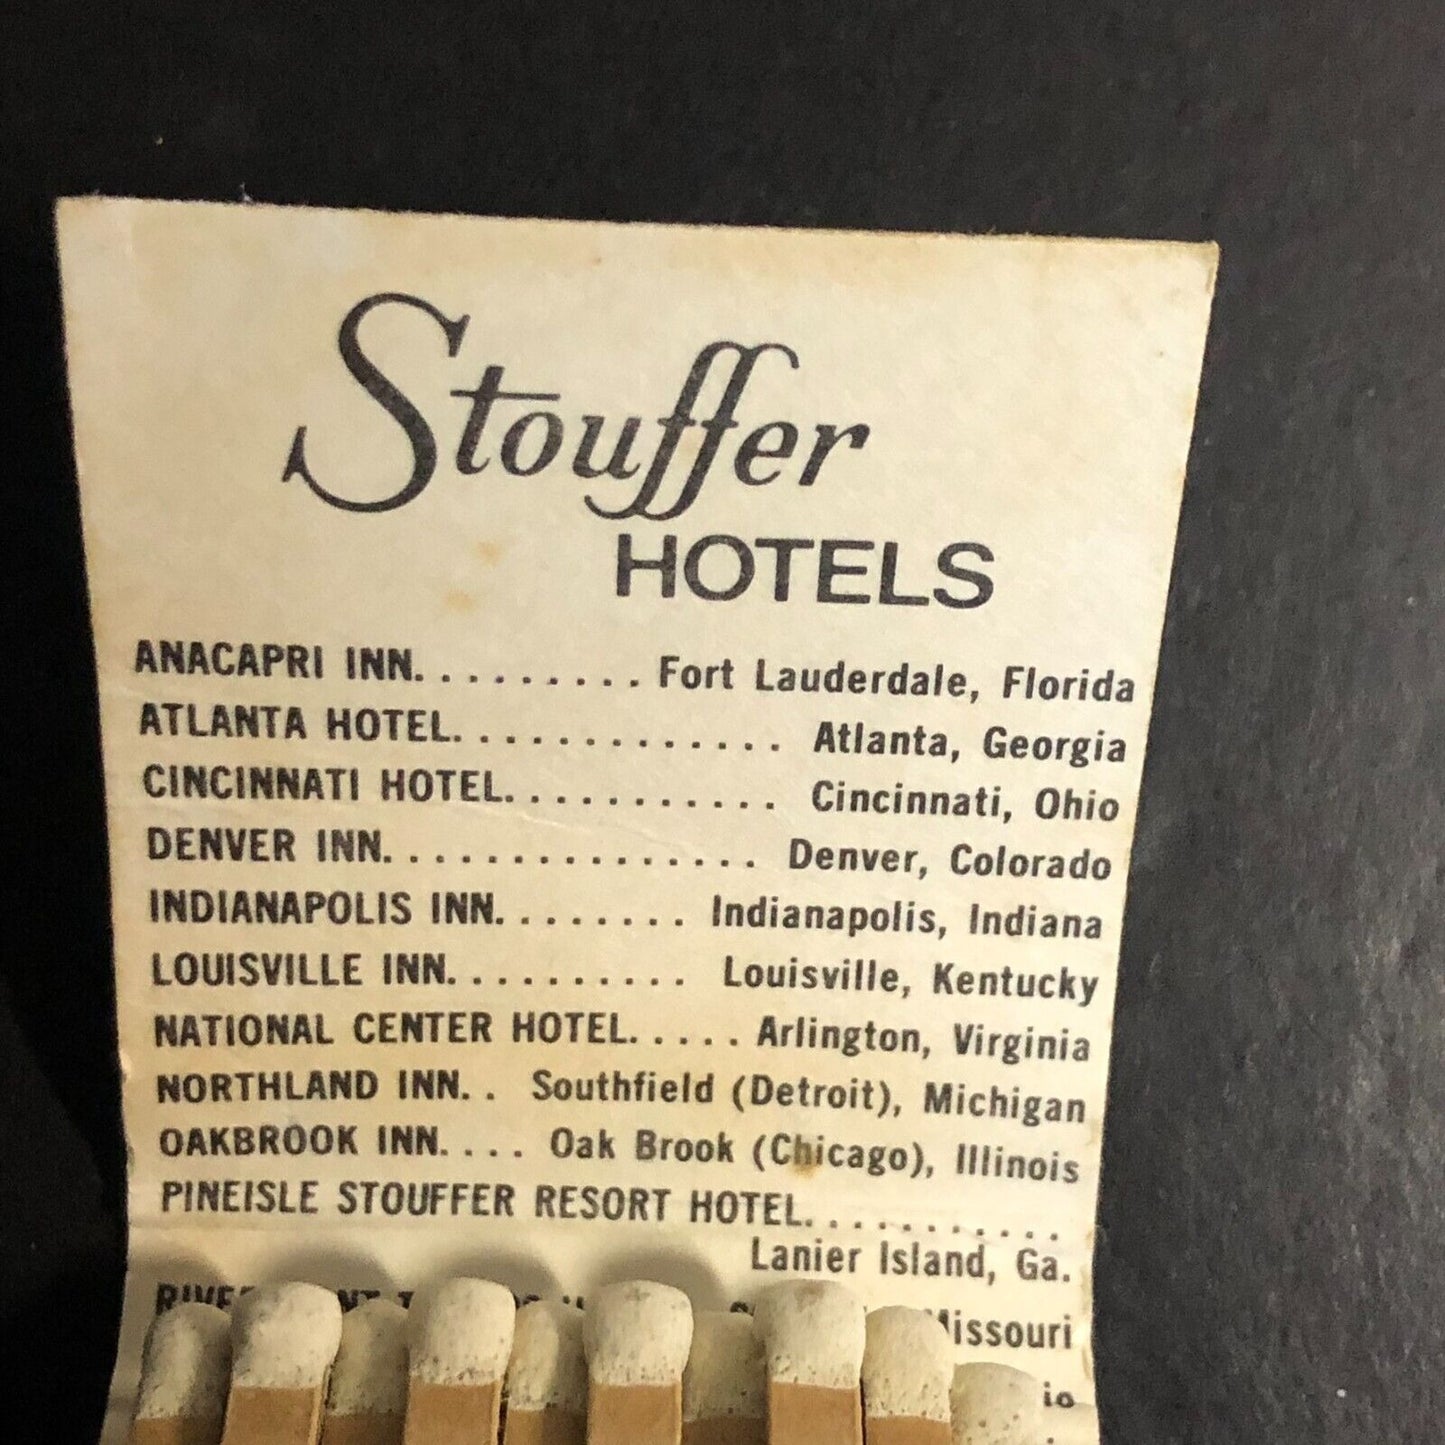 Stouffer
HOTELS
ANACAPRI INN. . . . . . . . . . Fort Lauderdale, Florida
ATLANTA HOTEL. . . . . . . . . . . . . . Atlanta, Georgia
CINCINNATI HOTEL. . . . . . . . . . . . Cincinnati, Ohio
DENVER INN. . . . . . . . . . . . . . . . Denver, Colorado
INDIANAPOLIS INN. . . . . . . . . Indianapolis, Indiana
LOUISVILLE INN. . . . . . . . . . . Louisville, Kentucky
NATIONAL CENTER HOTEL. . . . . Arlington, Virginia
NORTHLAND INN. . Southfield (Detroit), Michigan
OAKBROOK INN. . . . Oak Brook (Chicago), Illinois
PINEISLE STOUFFER RESORT HOTEL. . . . . . . . . . . .
Lanier Island, Ga.
Missouri